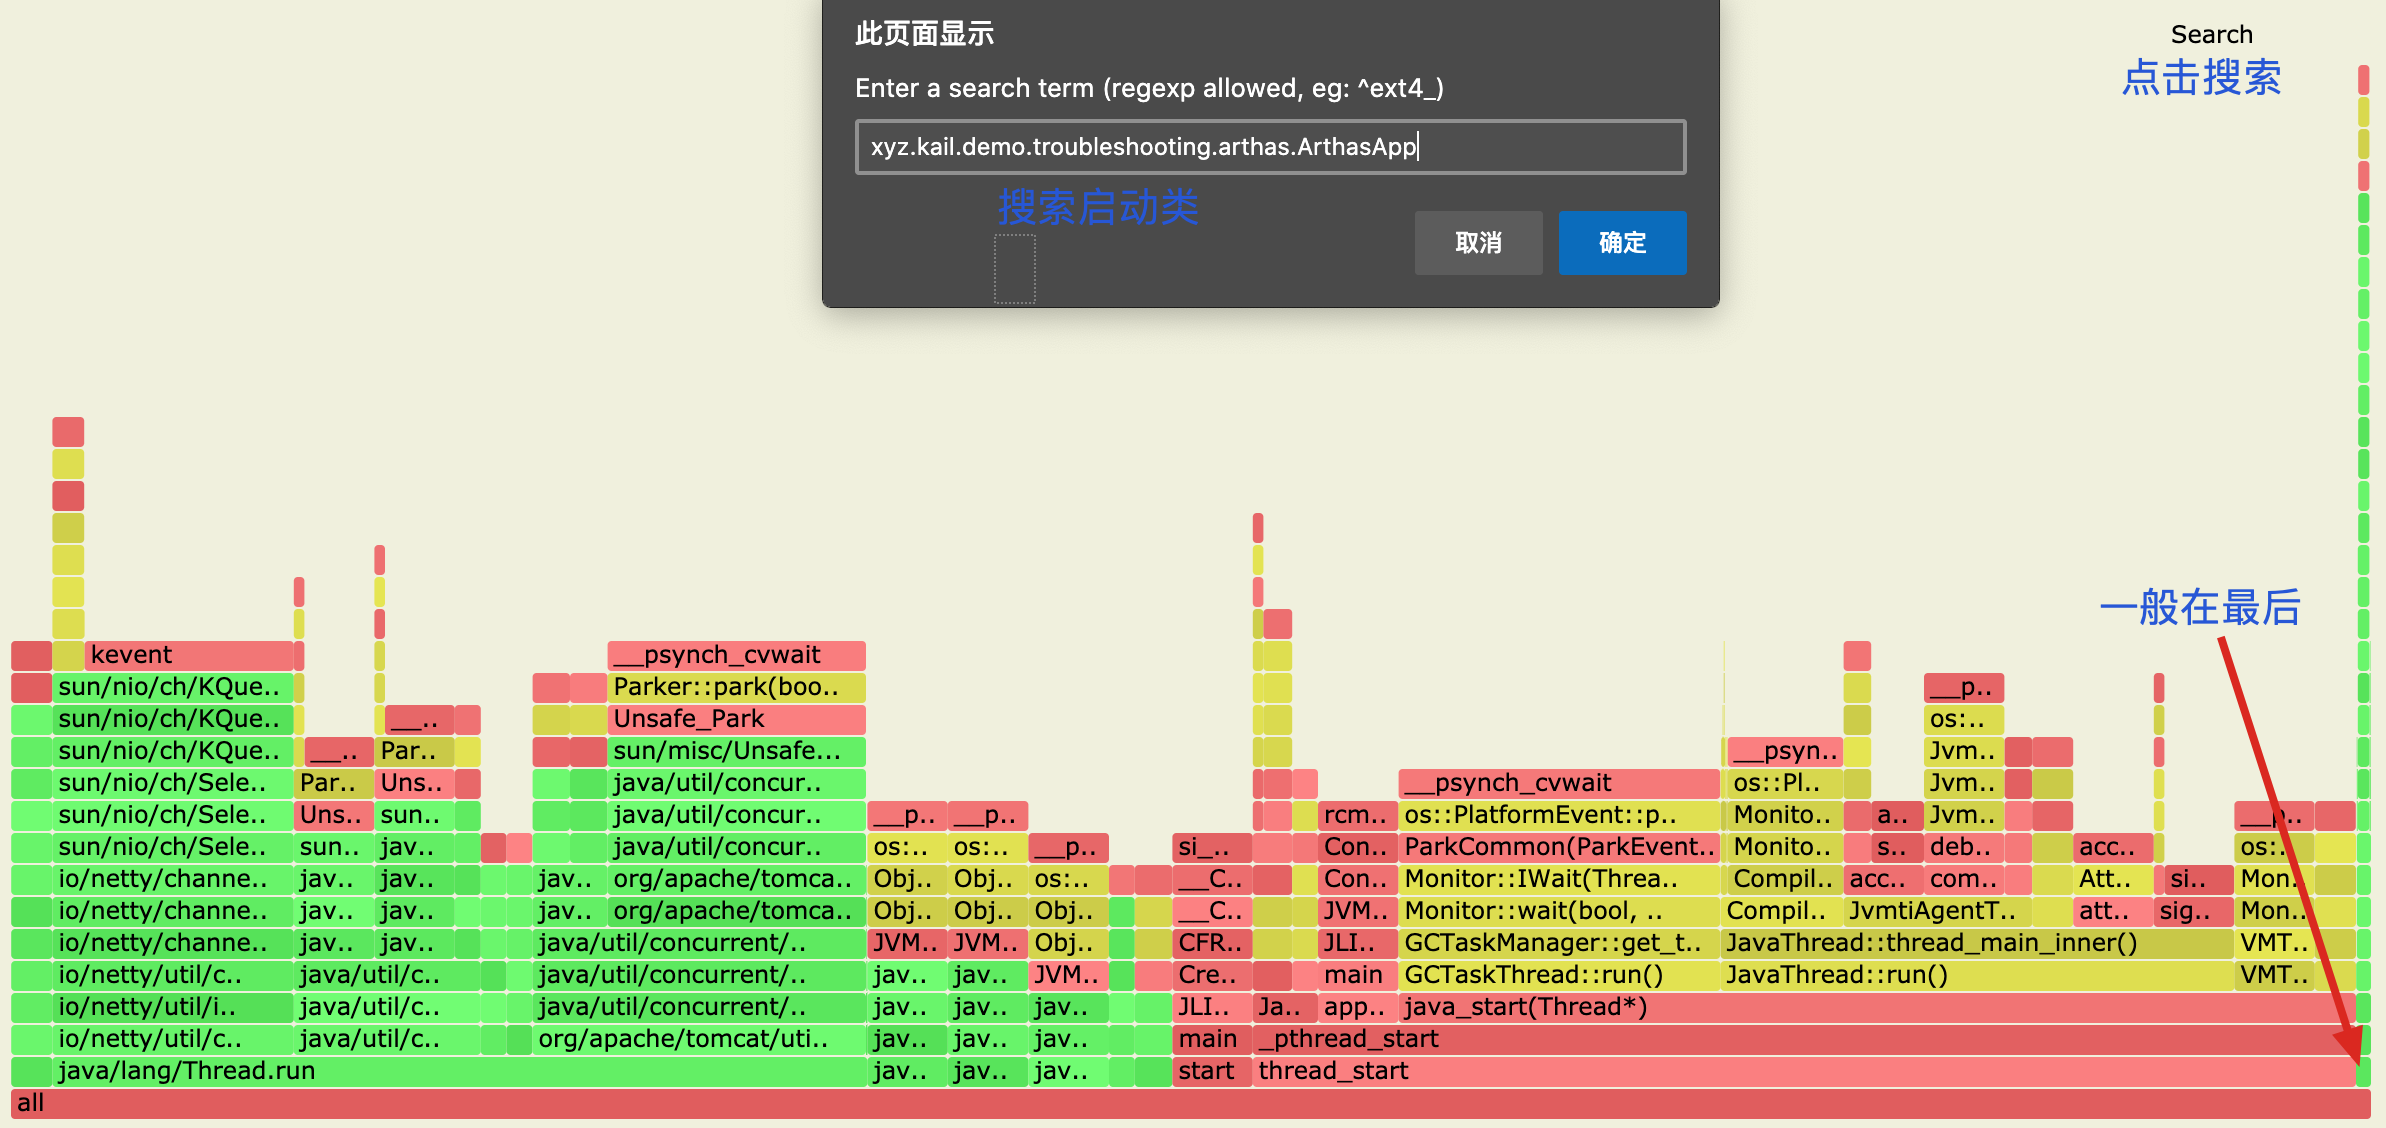 此页面显示
Search
点击搜索
Enter a search term (regexp allowed, eg: ^ext4_)
xyz.kail.demo.troubleshooting.arthas.ArthasApp
搜索启动类
取消 确定
一般在最后
kevent __psynch_cvwait
sun/nio/ch/KQue.. Parker::park(boo.. __p..
sun/nio/ch/KQue.. __.. Unsafe_Park os:..
sun/nio/ch/KQue.. __.. Par.. sun/misc/Unsafe... __psyn.. Jvm..
sun/nio/ch/Sele.. Par.. Uns.. java/util/concur.. __psynch_cvwait os::Pl.. Jvm..
sun/nio/ch/Sele.. Uns.. sun.. java/util/concur.. __p.. __p.. rcm.. os::PlatformEvent::p.. Monito.. a.. Jvm.. __p..
sun/nio/ch/Sele.. sun.. jav.. java/util/concur.. os:.. os:.. __p.. si_.. Con.. ParkCommon(ParkEvent.. Monito.. s.. deb.. acc.. os:..
io/netty/channe.. jav.. jav.. jav.. org/apache/tomca.. Obj.. Obj.. os:.. __C.. Con.. Monitor::IWait(Threa.. Compil.. acc.. com.. Att.. si.. Mon..
io/netty/channe.. jav.. jav.. jav.. org/apache/tomca.. Obj.. Obj.. Obj.. __C.. JVM.. Monitor::wait(bool, .. Compil.. JvmtiAgentT.. att.. sig.. Mon..
io/netty/channe.. jav.. jav.. java/util/concurrent/.. JVM.. JVM.. Obj.. CFR.. JLI.. GCTaskManager::get_t.. JavaThread::thread_main_inner() VMT..
io/netty/util/c.. java/util/c.. java/util/concurrent/.. jav.. jav.. JVM.. Cre.. main GCTaskThread::run() JavaThread::run() VMT..
io/netty/util/i.. java/util/c.. java/util/concurrent/.. jav.. jav.. jav.. JLI.. Ja.. app.. java_start(Thread*)
io/netty/util/c.. java/util/c.. org/apache/tomcat/uti.. jav.. jav.. jav.. main _pthread_start
java/lang/Thread.run jav.. jav.. jav.. start thread_start
all